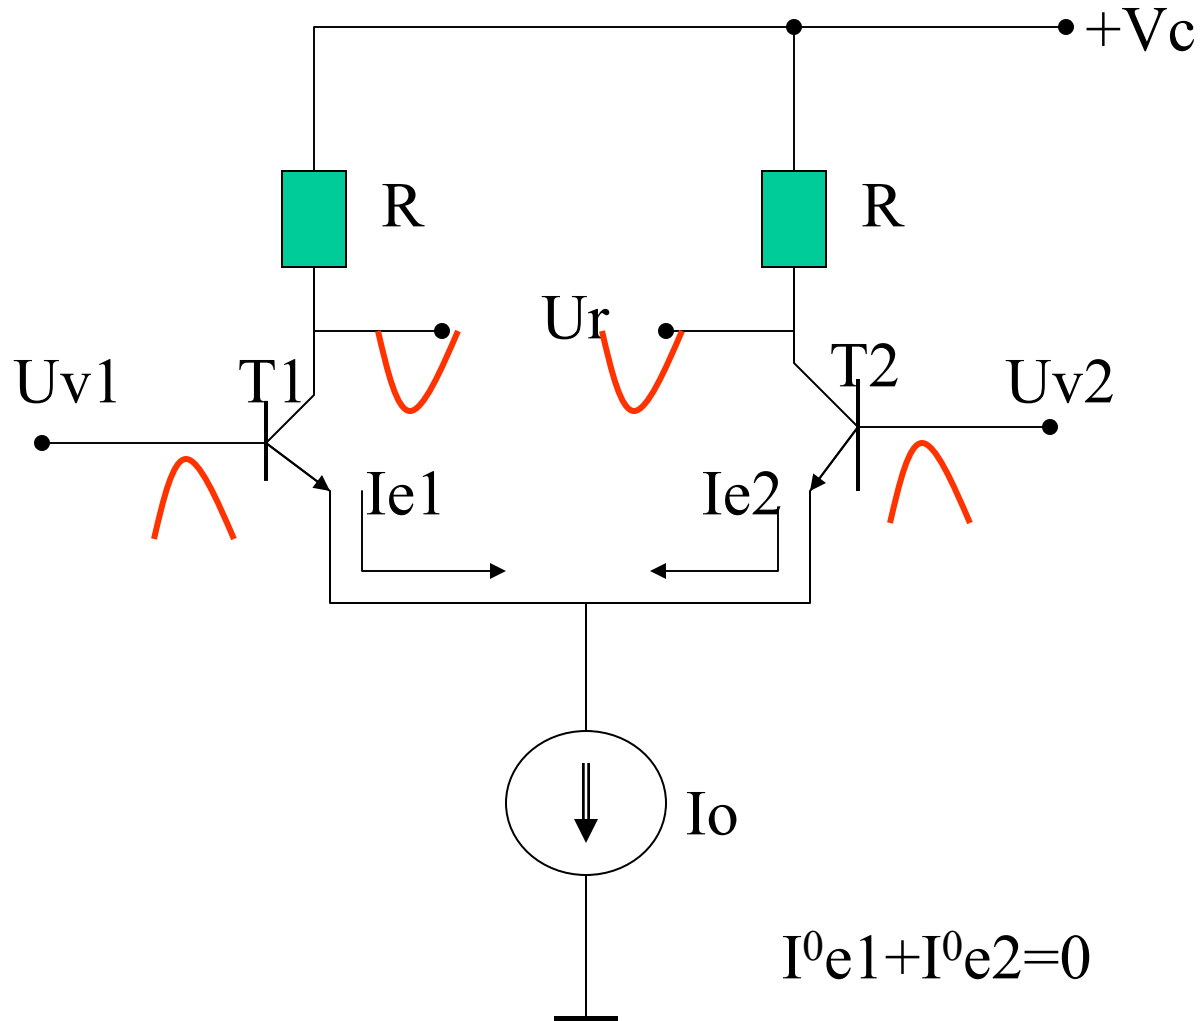 +Vc
R
R
Ur
Uv1
T1
T2
Uv2
Ie1
Ie2
Io
I⁰e1+I⁰e2=0